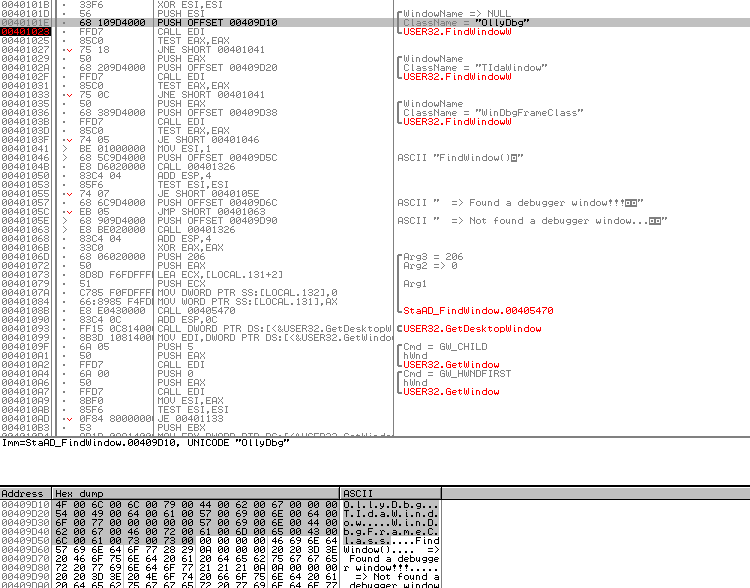 0040101B · 33F6 XOR ESI,ESI
0040101D · 56 PUSH ESI WindowName => NULL
0040101E · 68 109D4000 PUSH OFFSET 00409D10 ClassName = "OllyDbg"
00401023 · FFD7 CALL EDI USER32.FindWindowW
00401025 · 85C0 TEST EAX,EAX
00401027 · 75 18 JNE SHORT 00401041
00401029 · 50 PUSH EAX WindowName
0040102A · 68 209D4000 PUSH OFFSET 00409D20 ClassName = "TIdaWindow"
0040102F · FFD7 CALL EDI USER32.FindWindowW
00401031 · 85C0 TEST EAX,EAX
00401033 · 75 0C JNE SHORT 00401041
00401035 · 50 PUSH EAX WindowName
00401036 · 68 389D4000 PUSH OFFSET 00409D38 ClassName = "WinDbgFrameClass"
0040103B · FFD7 CALL EDI USER32.FindWindowW
0040103D · 85C0 TEST EAX,EAX
0040103F · 74 05 JE SHORT 00401046
00401041 > BE 01000000 MOV ESI,1
00401046 > 68 5C9D4000 PUSH OFFSET 00409D5C ASCII "FindWindow()"
0040104B · E8 D6020000 CALL 00401326
00401050 · 83C4 04 ADD ESP,4
00401053 · 85F6 TEST ESI,ESI
00401055 · 74 07 JE SHORT 0040105E
00401057 · 68 6C9D4000 PUSH OFFSET 00409D6C ASCII "  => Found a debugger window!!!"
0040105C · EB 05 JMP SHORT 00401063
0040105E > 68 909D4000 PUSH OFFSET 00409D90 ASCII "  => Not found a debugger window..."
00401063 > E8 BE020000 CALL 00401326
00401068 · 83C4 04 ADD ESP,4
0040106B · 33C0 XOR EAX,EAX
0040106D · 68 06020000 PUSH 206 Arg3 = 206
00401072 · 50 PUSH EAX Arg2 => 0
00401073 · 8D8D F6FDFFFF LEA ECX,[LOCAL.131+2]
00401079 · 51 PUSH ECX Arg1
0040107A · C785 F0FDFFFF MOV DWORD PTR SS:[LOCAL.132],0
00401084 · 66:8985 F4FD MOV WORD PTR SS:[LOCAL.131],AX
0040108B · E8 E0430000 CALL 00405470 StaAD_FindWindow.00405470
00401090 · 83C4 0C ADD ESP,0C
00401093 · FF15 0C814000 CALL DWORD PTR DS:[<&USER32.GetDesktopW USER32.GetDesktopWindow
00401099 · 8B3D 10814000 MOV EDI,DWORD PTR DS:[<&USER32.GetWindo
0040109F · 6A 05 PUSH 5 Cmd = GW_CHILD
004010A1 · 50 PUSH EAX hWnd
004010A2 · FFD7 CALL EDI USER32.GetWindow
004010A4 · 6A 00 PUSH 0 Cmd = GW_HWNDFIRST
004010A6 · 50 PUSH EAX hWnd
004010A7 · FFD7 CALL EDI USER32.GetWindow
004010A9 · 8BF0 MOV ESI,EAX
004010AB · 85F6 TEST ESI,ESI
004010AD · 0F84 80000000 JE 00401133
004010B3 · 53 PUSH EBX
Imm=StaAD_FindWindow.00409D10, UNICODE "OllyDbg"
Address Hex dump ASCII
00409D10 4F 00 6C 00 6C 00 79 00 44 00 62 00 67 00 00 00 O.l.l.y.D.b.g...
00409D20 54 00 49 00 64 00 61 00 57 00 69 00 6E 00 64 00 T.I.d.a.W.i.n.d.
00409D30 6F 00 77 00 00 00 00 00 57 00 69 00 6E 00 44 00 o.w.....W.i.n.D.
00409D40 62 00 67 00 46 00 72 00 61 00 6D 00 65 00 43 00 b.g.F.r.a.m.e.C.
00409D50 6C 00 61 00 73 00 73 00 00 00 00 00 46 69 6E 64 l.a.s.s.....Find
00409D60 57 69 6E 64 6F 77 28 29 0A 00 00 00 20 20 3D 3E Window()....  =>
00409D70 20 46 6F 75 6E 64 20 61 20 64 65 62 75 67 67 65 Found a debugge
00409D80 72 20 77 69 6E 64 6F 77 21 21 21 0A 0A 00 00 00 r window!!!.....
00409D90 20 20 3D 3E 20 4E 6F 74 20 66 6F 75 6E 64 20 61 => Not found a
00409DA0 20 64 65 62 75 67 67 65 72 20 77 69 6E 64 6F 77 debugger window